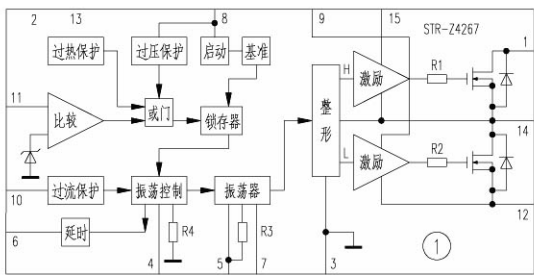 2 13 8 9 15 STR-Z4267
过热保护 过压保护 启动 基准 1
H 激励 R1
11 比较 或门 锁存器 整形 14
L 激励 R2
10 过流保护 振荡控制 振荡器 12
6 延时 R4 R3 ①
4 5 7 3